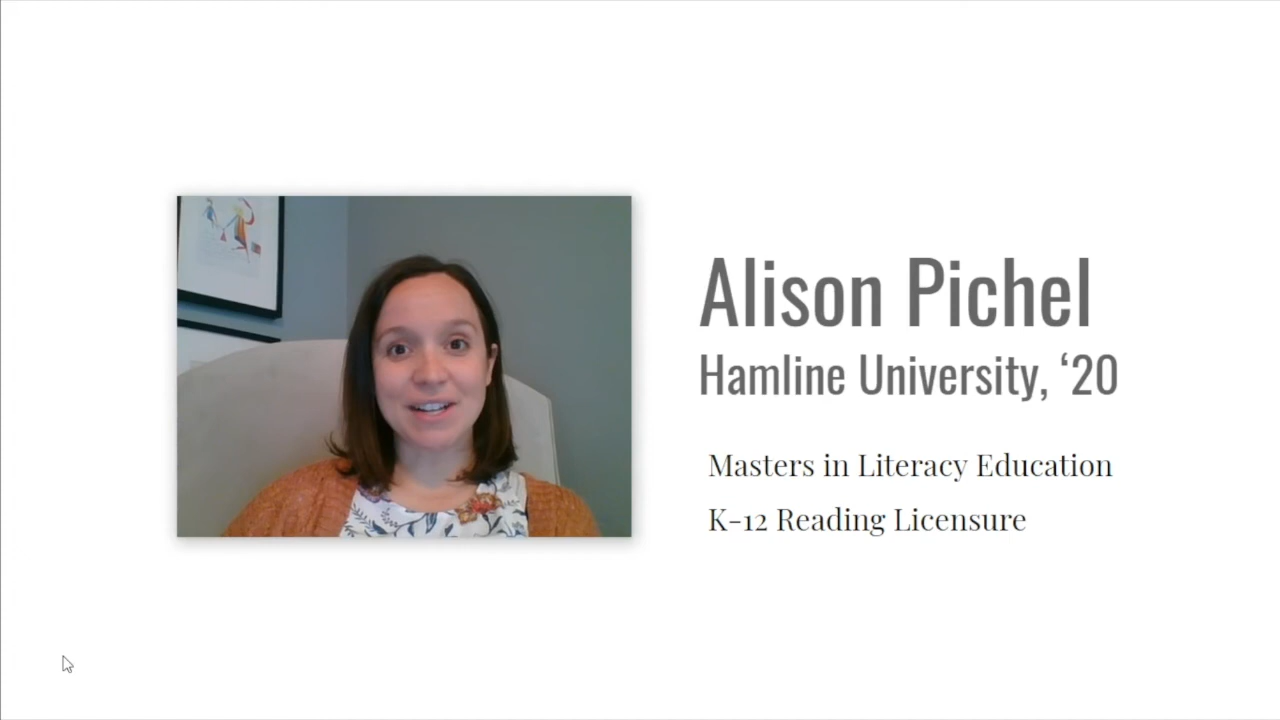 Alison Pichel
Hamline University, ‘20
Masters in Literacy Education
K-12 Reading Licensure